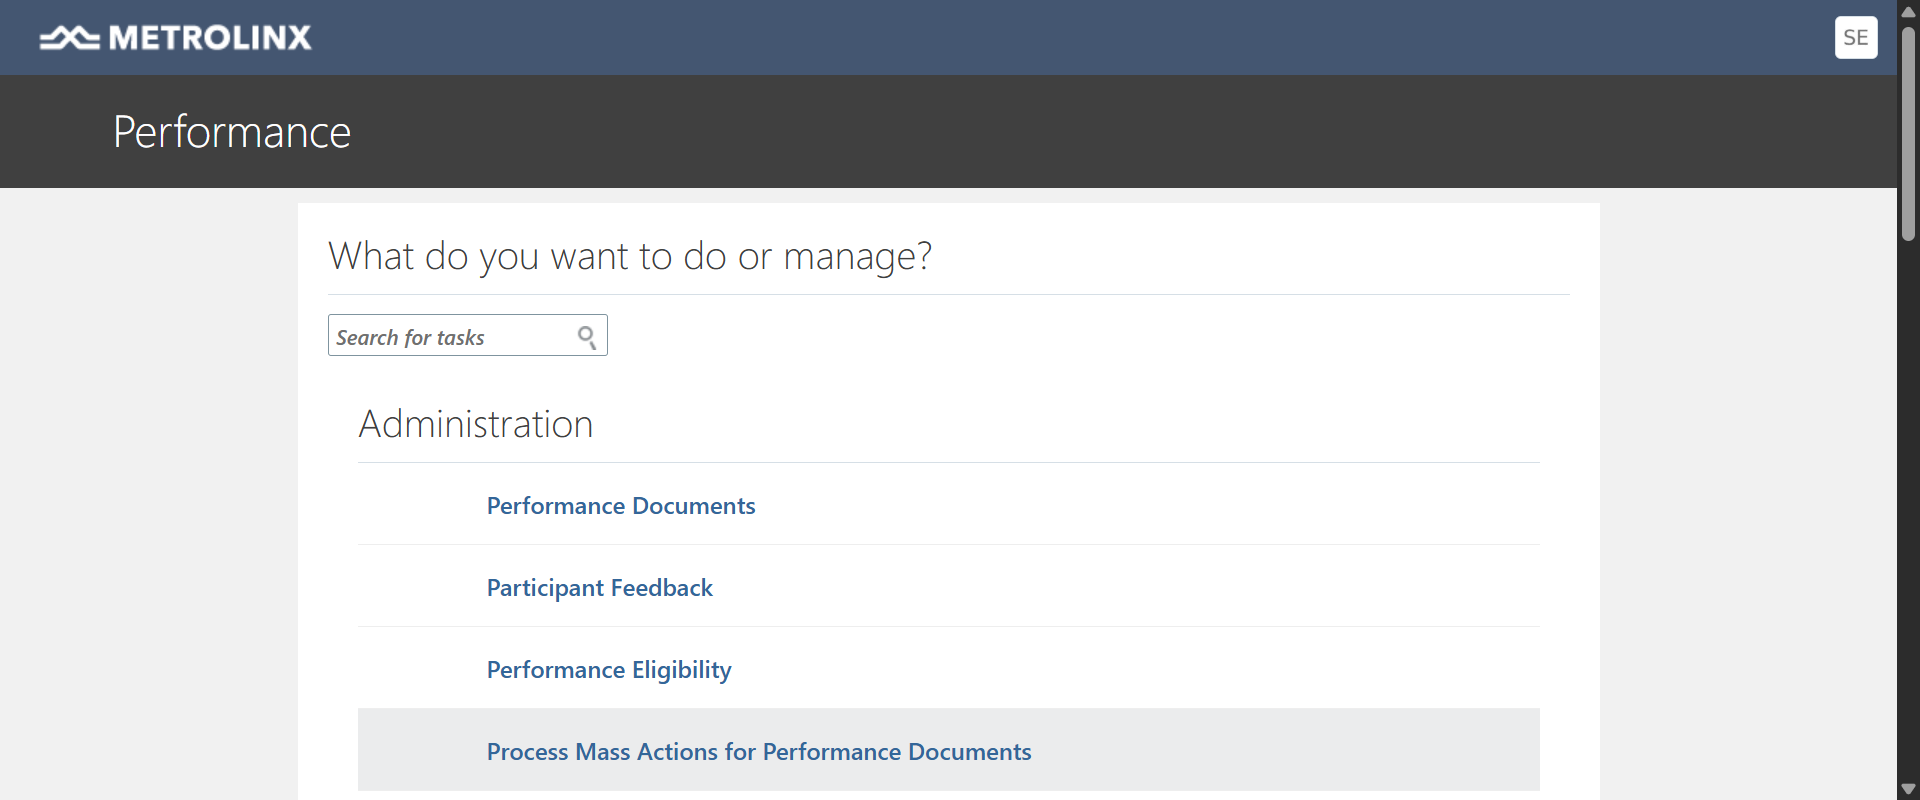 METROLINX
SE
Performance
What do you want to do or manage?
Search for tasks
Administration
Performance Documents
Participant Feedback
Performance Eligibility
Process Mass Actions for Performance Documents